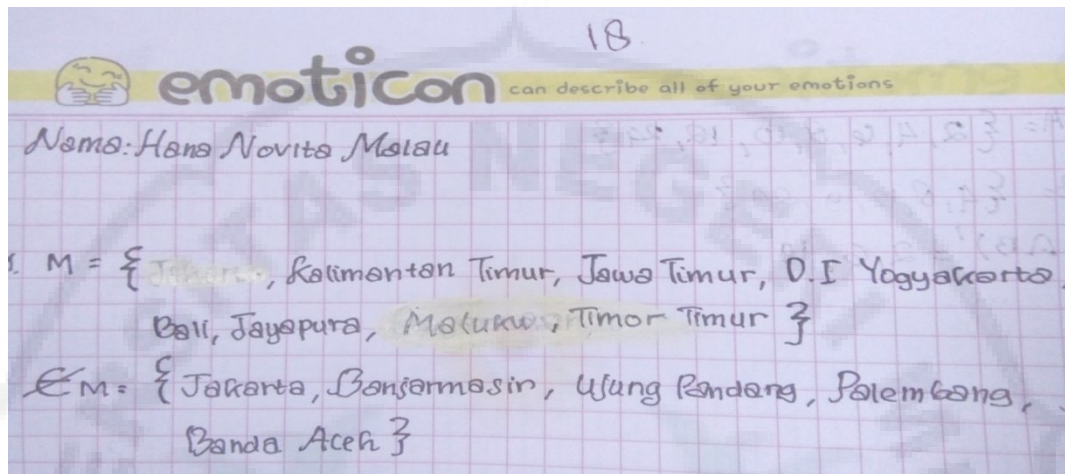 18.
emoticon can describe all of your emotions
Nama: Hana Novita Malau
1. M = { , Kalimantan Timur, Jawa Timur, D.I Yogyakarta,
Bali, Jayapura, Maluku, Timor Timur }
∉ M = { Jakarta, Banjarmasin, Ujung Pandang, Palembang,
Banda Aceh }